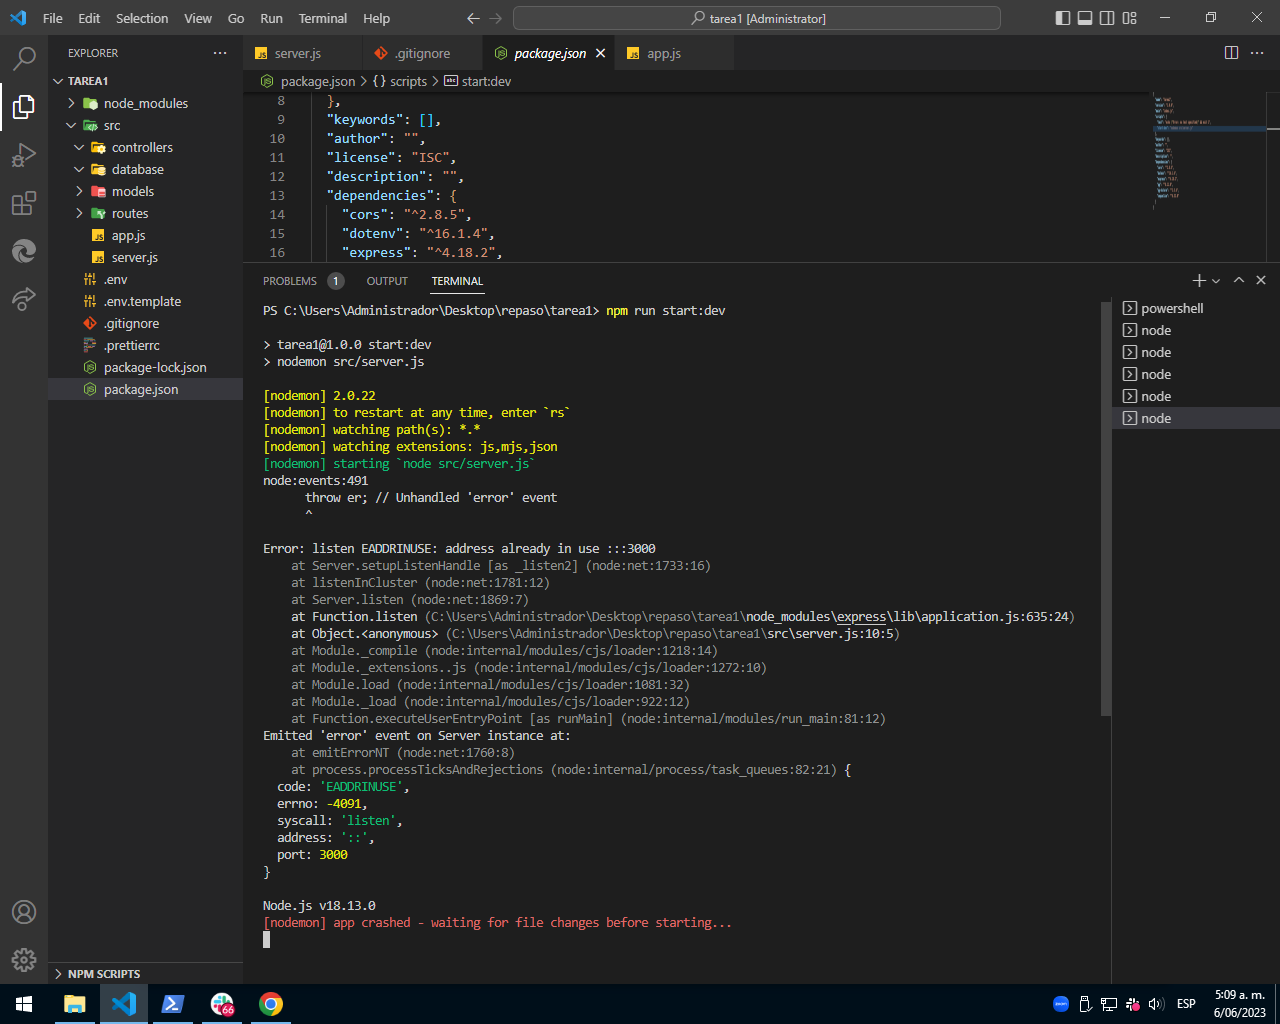 File Edit Selection View Go Run Terminal Help
tarea1 [Administrator]
EXPLORER
TAREA1
node_modules
src
controllers
database
models
routes
app.js
server.js
.env
.env.template
.gitignore
.prettierrc
package-lock.json
package.json
NPM SCRIPTS
server.js
.gitignore
package.json
app.js
package.json > {} scripts > start:dev
8 },
9 "keywords": [],
10 "author": "",
11 "license": "ISC",
12 "description": "",
13 "dependencies": {
14 "cors": "^2.8.5",
15 "dotenv": "^16.1.4",
16 "express": "^4.18.2",
PROBLEMS 1 OUTPUT TERMINAL
PS C:\Users\Administrador\Desktop\repaso\tarea1> npm run start:dev
> tarea1@1.0.0 start:dev
> nodemon src/server.js
[nodemon] 2.0.22
[nodemon] to restart at any time, enter `rs`
[nodemon] watching path(s): *.*
[nodemon] watching extensions: js,mjs,json
[nodemon] starting `node src/server.js`
node:events:491
throw er; // Unhandled 'error' event
^
Error: listen EADDRINUSE: address already in use :::3000
at Server.setupListenHandle [as _listen2] (node:net:1733:16)
at listenInCluster (node:net:1781:12)
at Server.listen (node:net:1869:7)
at Function.listen (C:\Users\Administrador\Desktop\repaso\tarea1\node_modules\express\lib\application.js:635:24)
at Object.<anonymous> (C:\Users\Administrador\Desktop\repaso\tarea1\src\server.js:10:5)
at Module._compile (node:internal/modules/cjs/loader:1218:14)
at Module._extensions..js (node:internal/modules/cjs/loader:1272:10)
at Module.load (node:internal/modules/cjs/loader:1081:32)
at Module._load (node:internal/modules/cjs/loader:922:12)
at Function.executeUserEntryPoint [as runMain] (node:internal/modules/run_main:81:12)
Emitted 'error' event on Server instance at:
at emitErrorNT (node:net:1760:8)
at process.processTicksAndRejections (node:internal/process/task_queues:82:21) {
code: 'EADDRINUSE',
errno: -4091,
syscall: 'listen',
address: '::',
port: 3000
}
Node.js v18.13.0
[nodemon] app crashed - waiting for file changes before starting...
powershell
node
node
node
node
node
66
ESP
5:09 a. m.
6/06/2023